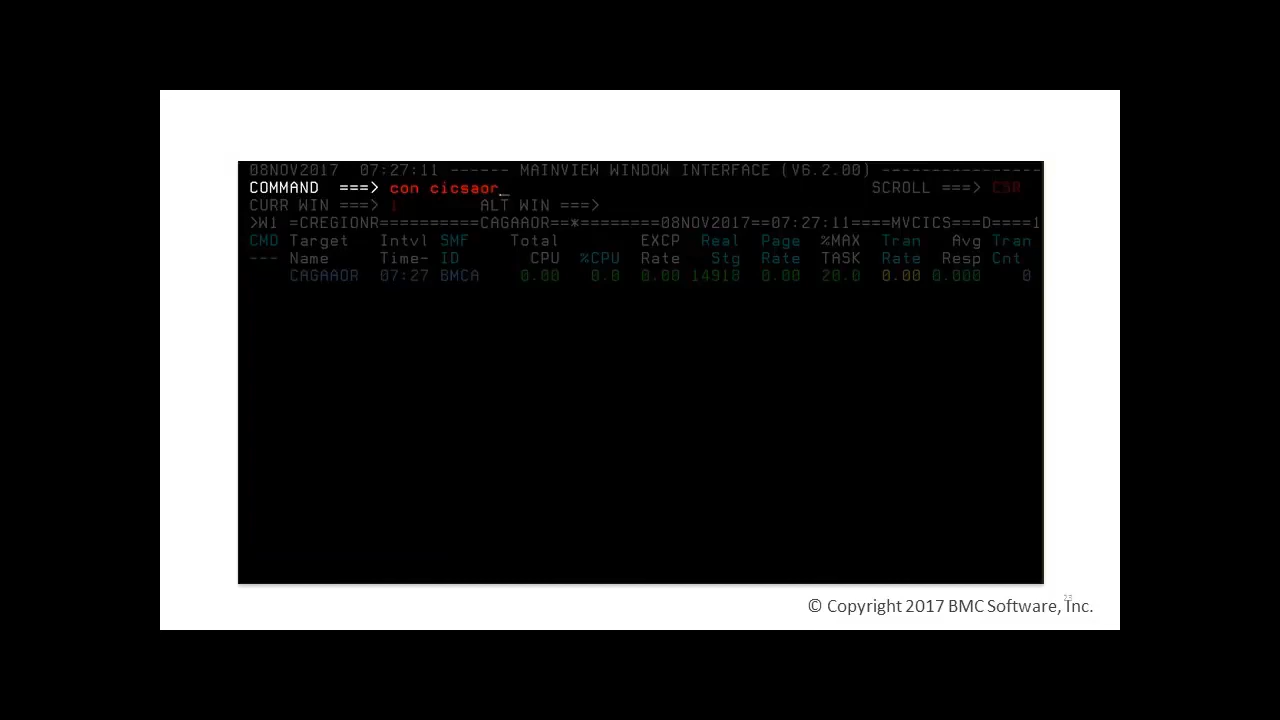 08NOV2017  07:27:11 ------ MAINVIEW WINDOW INTERFACE (V6.2.00) ----------------
COMMAND  ===> con cicsaor_                                     SCROLL ===> CSR
CURR WIN ===> 1        ALT WIN ===>
>W1 =CREGIONR==========CAGAAOR==*========08NOV2017==07:27:11====MVCICS===D====1
CMD Target   Intvl SMF    Total        EXCP  Real  Page  %MAX  Tran   Avg Tran
--- Name     Time- ID       CPU  %CPU  Rate   Stg  Rate  TASK  Rate  Resp Cnt
    CAGAAOR  07:27 BMCA    0.00   0.0  0.00 14910  0.00  20.0  0.00 0.000    0
© Copyright 2017 BMC Software, Inc.
23